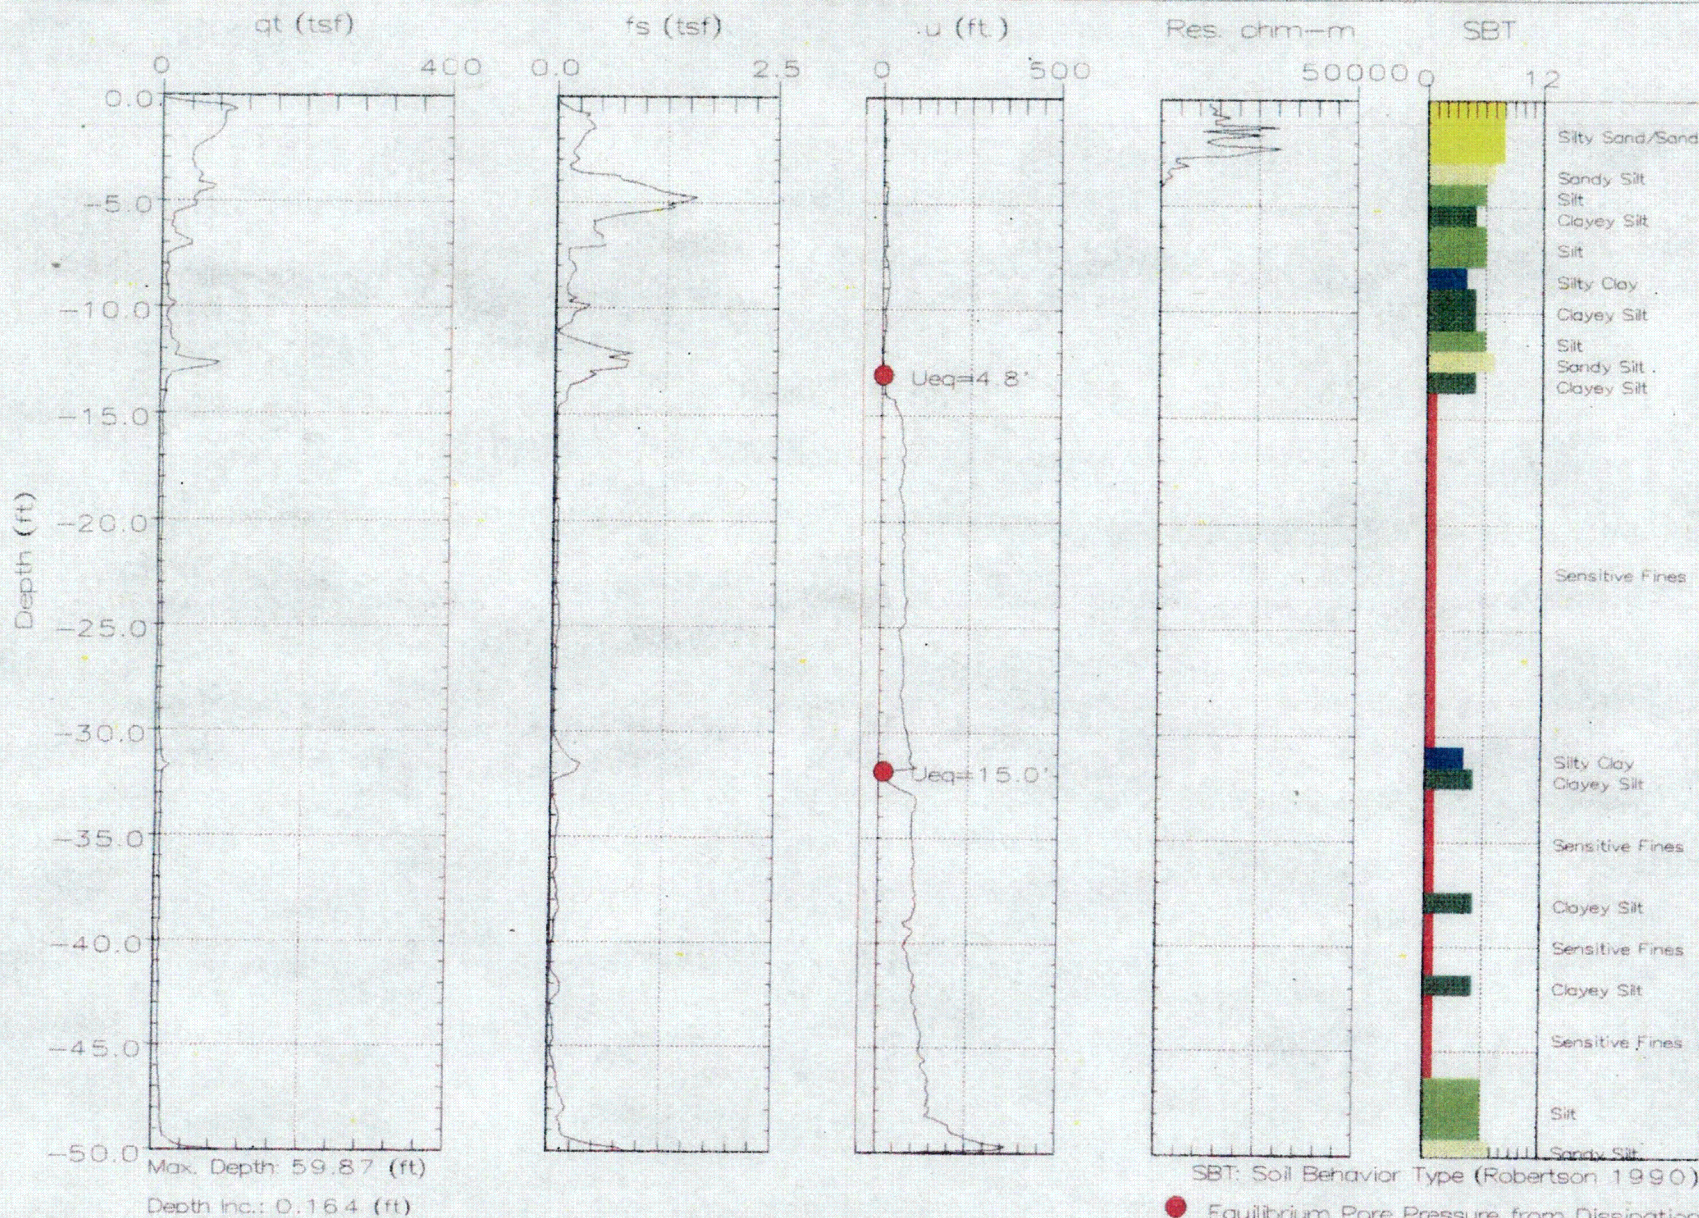 qt (tsf) fs (tsf) u (ft.) Res. ohm-m SBT
0 400 0.0 2.5 0 500 50000 0 12
0.0
-5.0
-10.0
-15.0
-20.0
-25.0
-30.0
-35.0
-40.0
-45.0
-50.0
Depth (ft)
Ueq=4.8'
Ueq=15.0'
Silty Sand/Sand
Sandy Silt
Silt
Clayey Silt
Silt
Silty Clay
Clayey Silt
Silt
Sandy Silt
Clayey Silt
Sensitive Fines
Silty Clay
Clayey Silt
Sensitive Fines
Clayey Silt
Sensitive Fines
Clayey Silt
Sensitive Fines
Silt
Sandy Silt
Max. Depth: 59.87 (ft)
Depth Inc.: 0.164 (ft)
SBT: Soil Behavior Type (Robertson 1990)
Equilibrium Pore Pressure from Dissipation